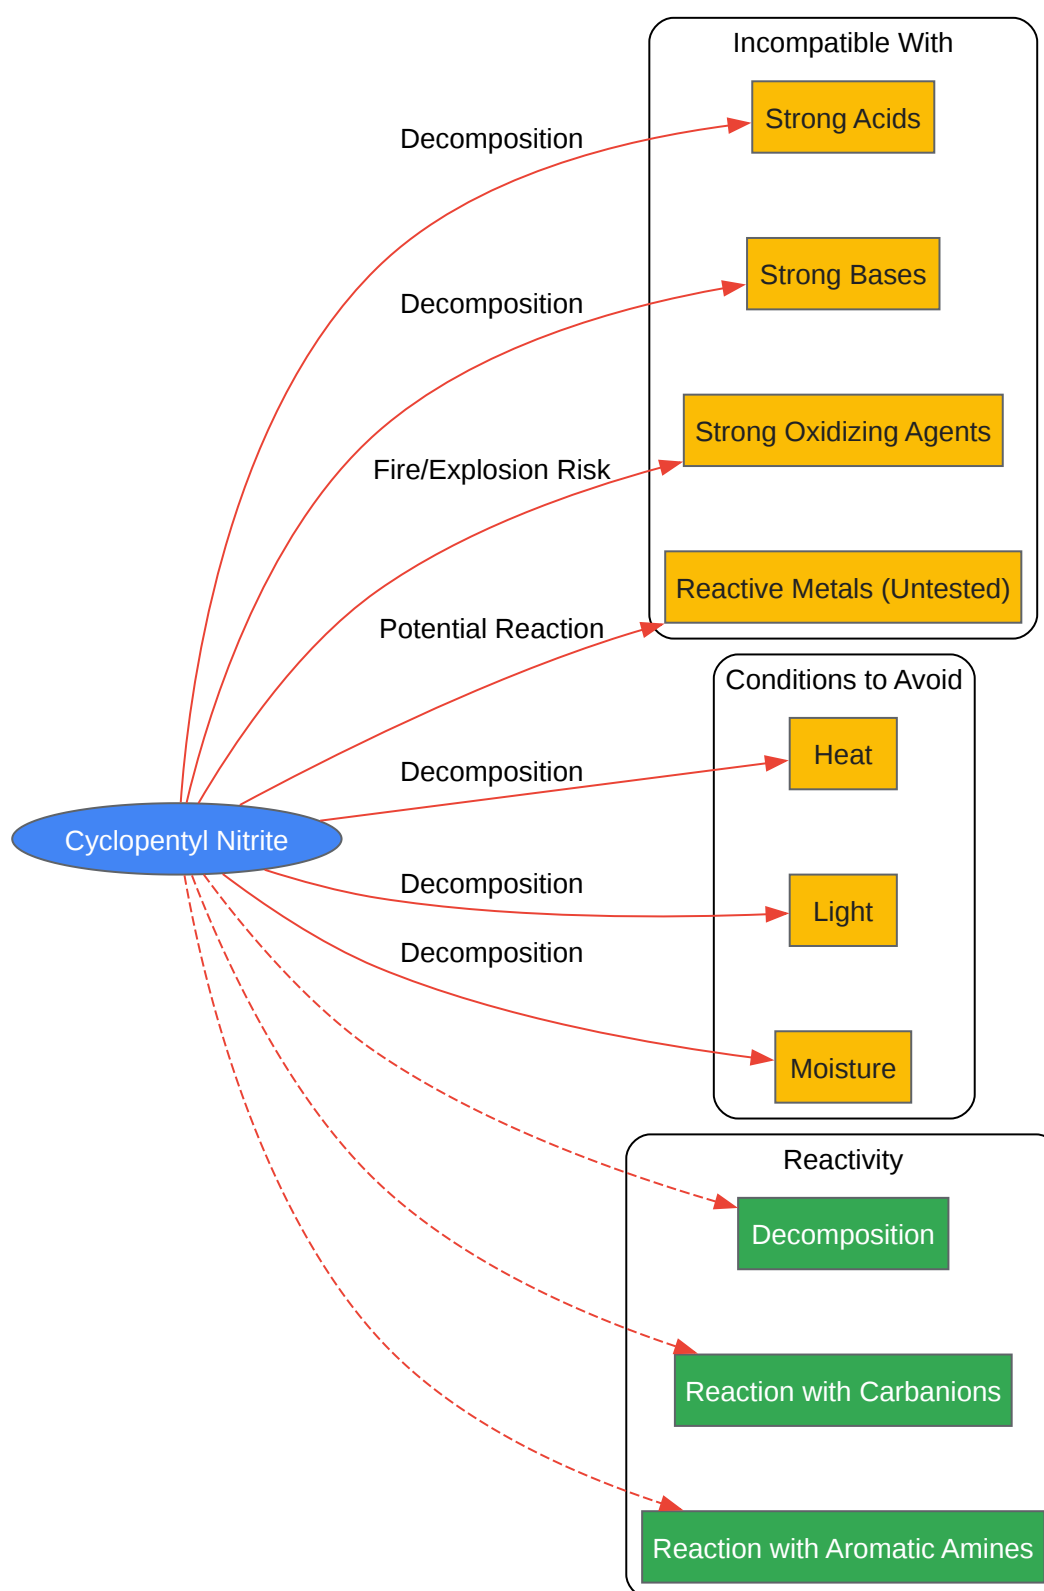 Incompatible With
Strong Acids
Decomposition
Strong Bases
Decomposition
Strong Oxidizing Agents
Fire/Explosion Risk
Reactive Metals (Untested)
Potential Reaction
Conditions to Avoid
Heat
Decomposition
Cyclopentyl Nitrite
Decomposition
Light
Decomposition
Moisture
Reactivity
Decomposition
Reaction with Carbanions
Reaction with Aromatic Amines